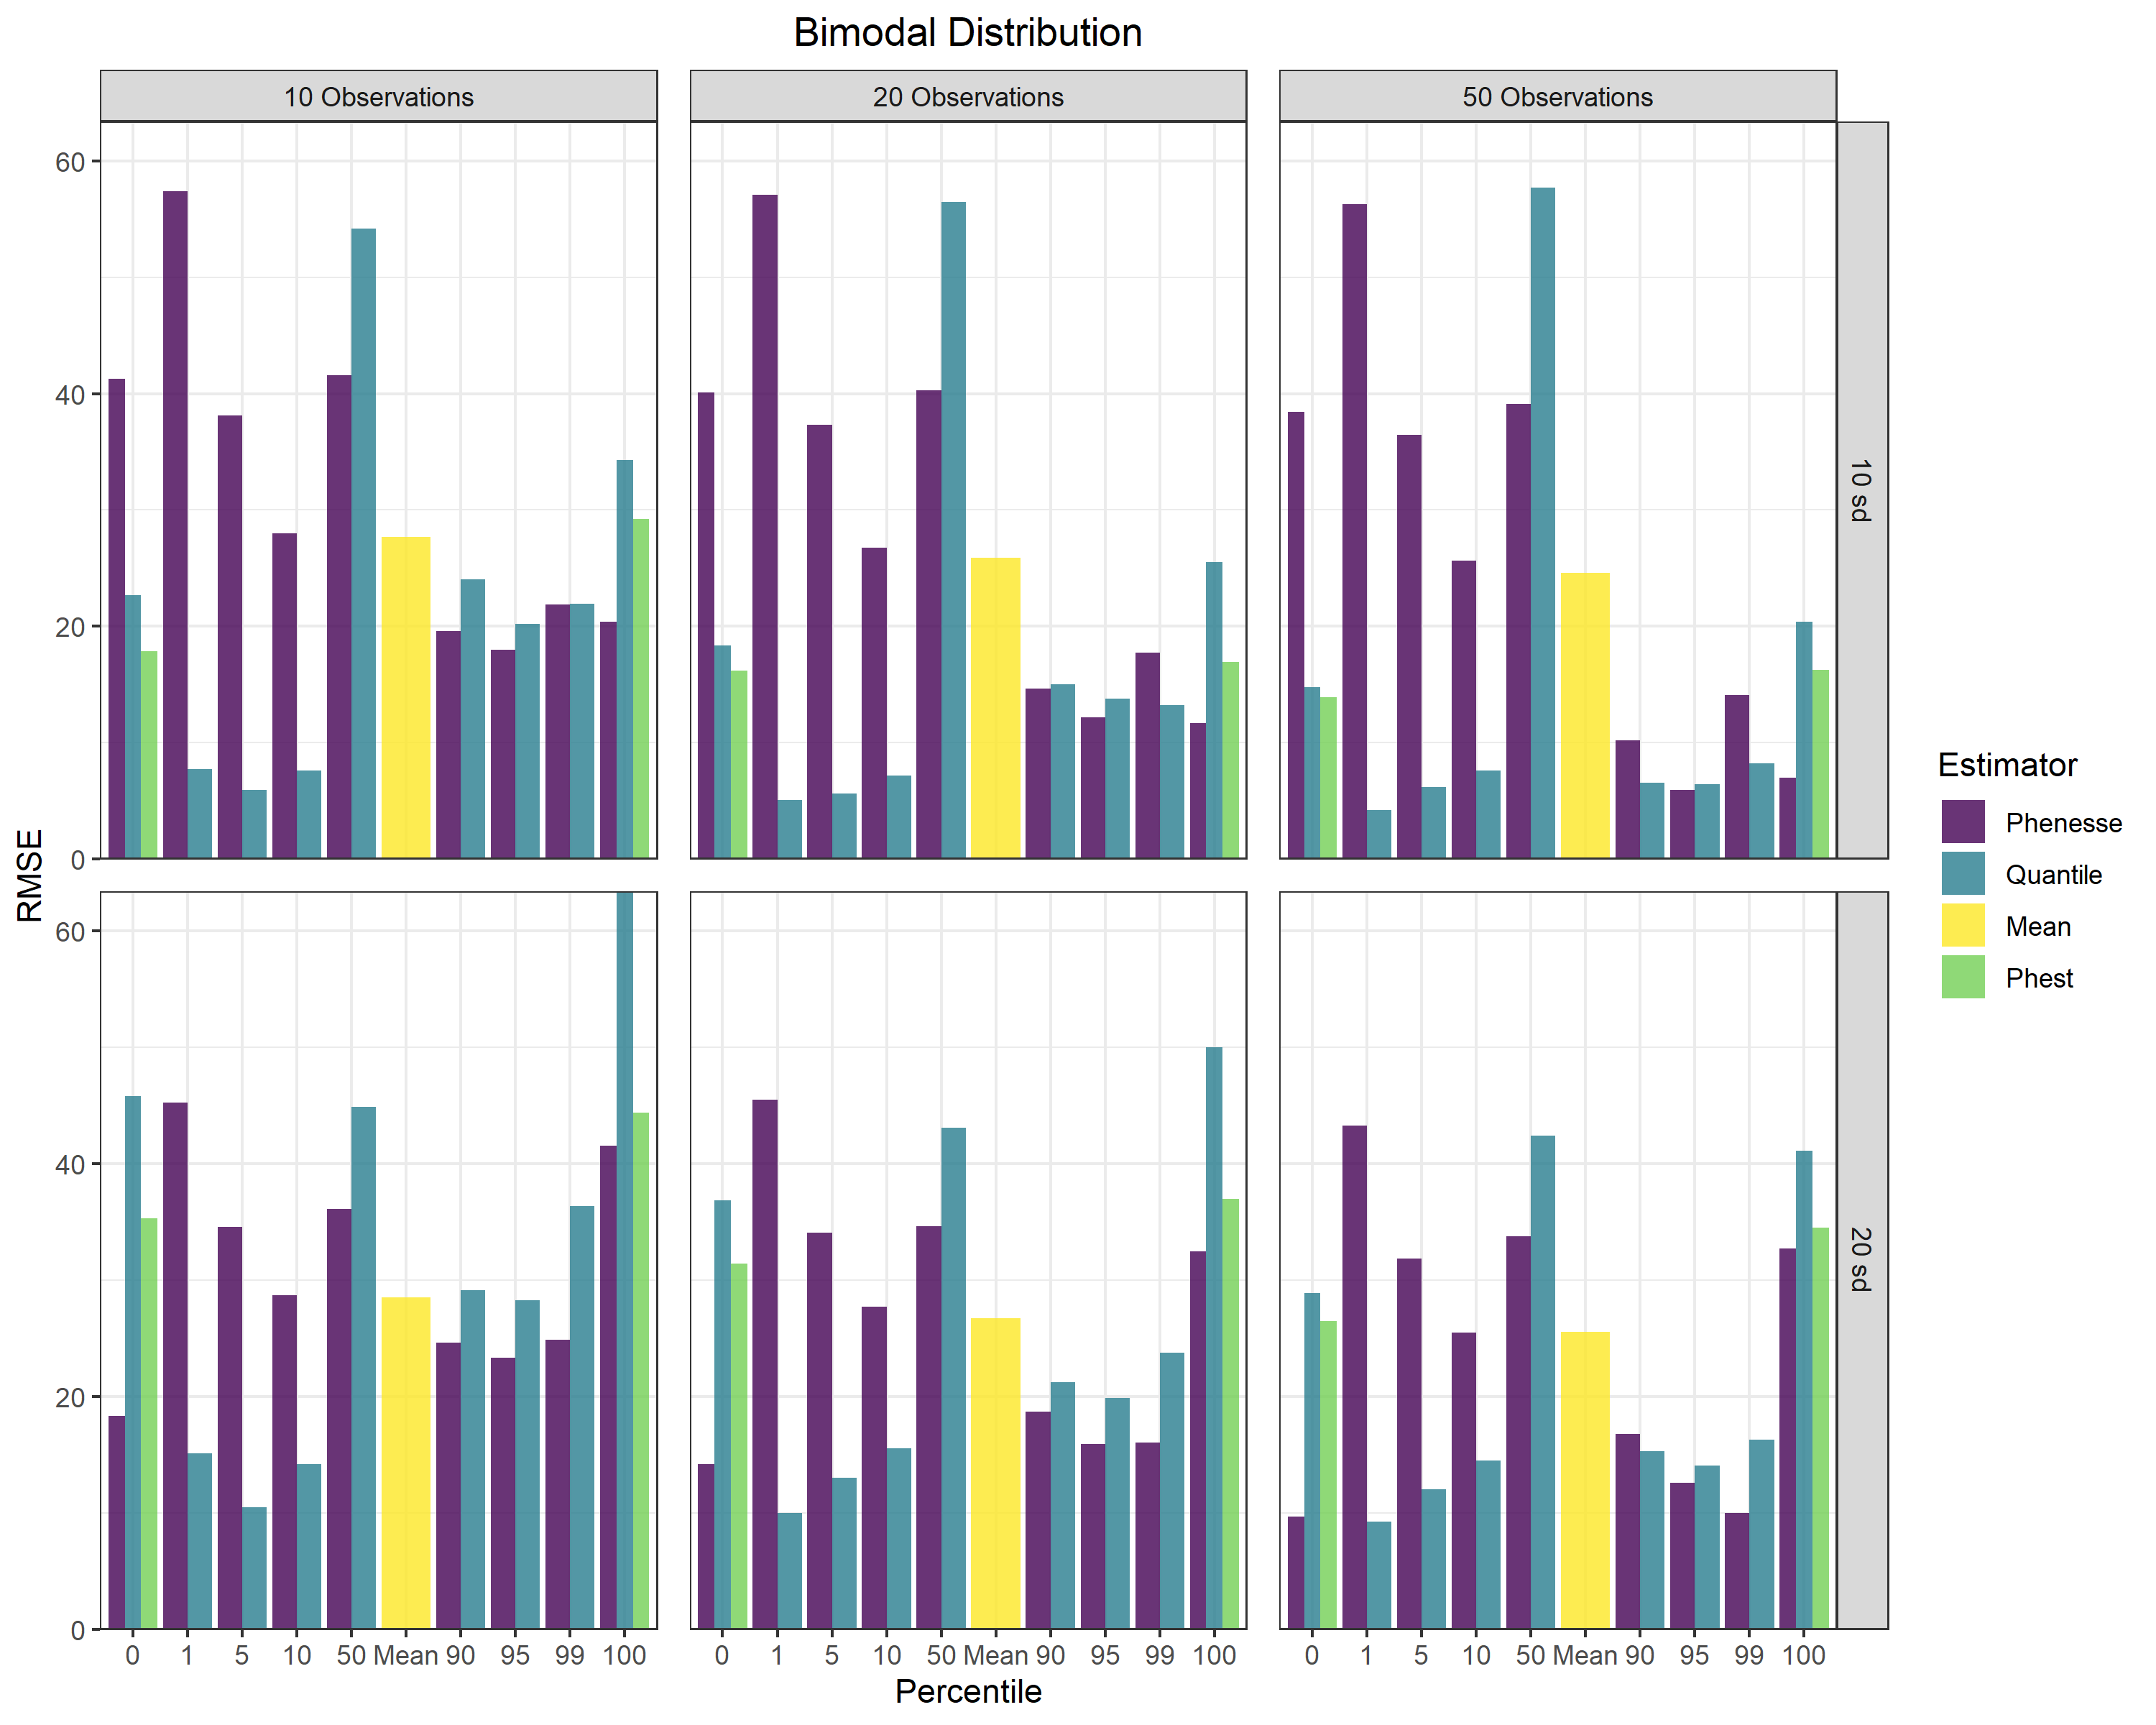 Bimodal Distribution
10 Observations
20 Observations
50 Observations
60
40
20
0
10 sd
60
40
20
0
20 sd
RMSE
0 1 5 10 50 Mean 90 95 99 100
0 1 5 10 50 Mean 90 95 99 100
0 1 5 10 50 Mean 90 95 99 100
Percentile
Estimator
Phenesse
Quantile
Mean
Phest